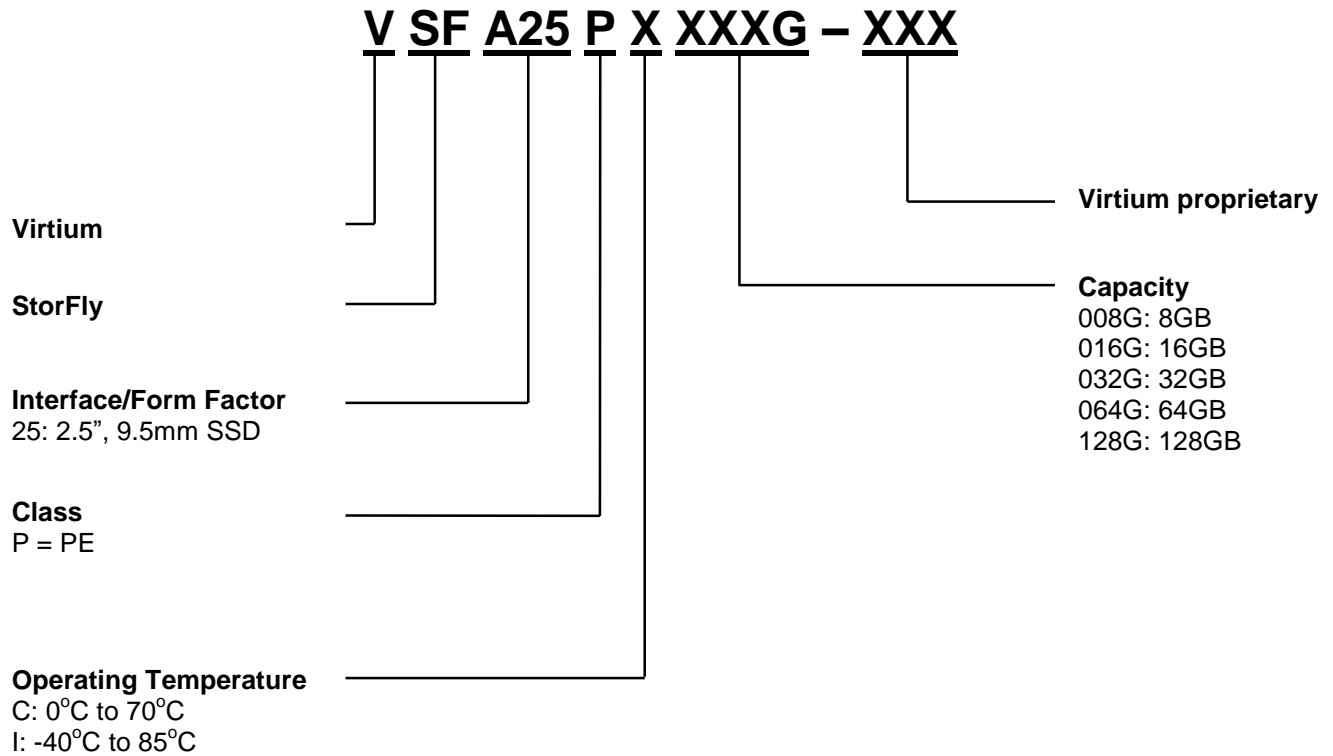 V SF A25 P X XXXG – XXX
Virtium
StorFly
Interface/Form Factor
25: 2.5”, 9.5mm SSD
Class
P = PE
Operating Temperature
C: 0°C to 70°C
I: -40°C to 85°C
Virtium proprietary
Capacity
008G: 8GB
016G: 16GB
032G: 32GB
064G: 64GB
128G: 128GB